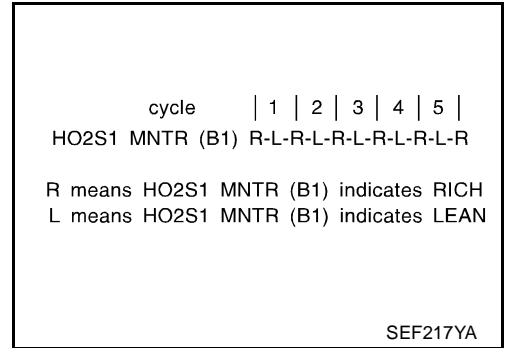 cycle | 1 | 2 | 3 | 4 | 5 |
HO2S1 MNTR (B1) R-L-R-L-R-L-R-L-R-L-R
R means HO2S1 MNTR (B1) indicates RICH
L means HO2S1 MNTR (B1) indicates LEAN
SEF217YA